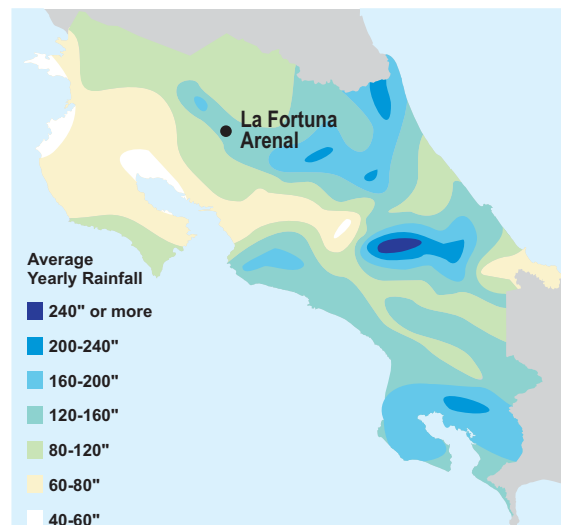 La Fortuna
Arenal
Average
Yearly Rainfall
240" or more
200-240"
160-200"
120-160"
80-120"
60-80"
40-60"